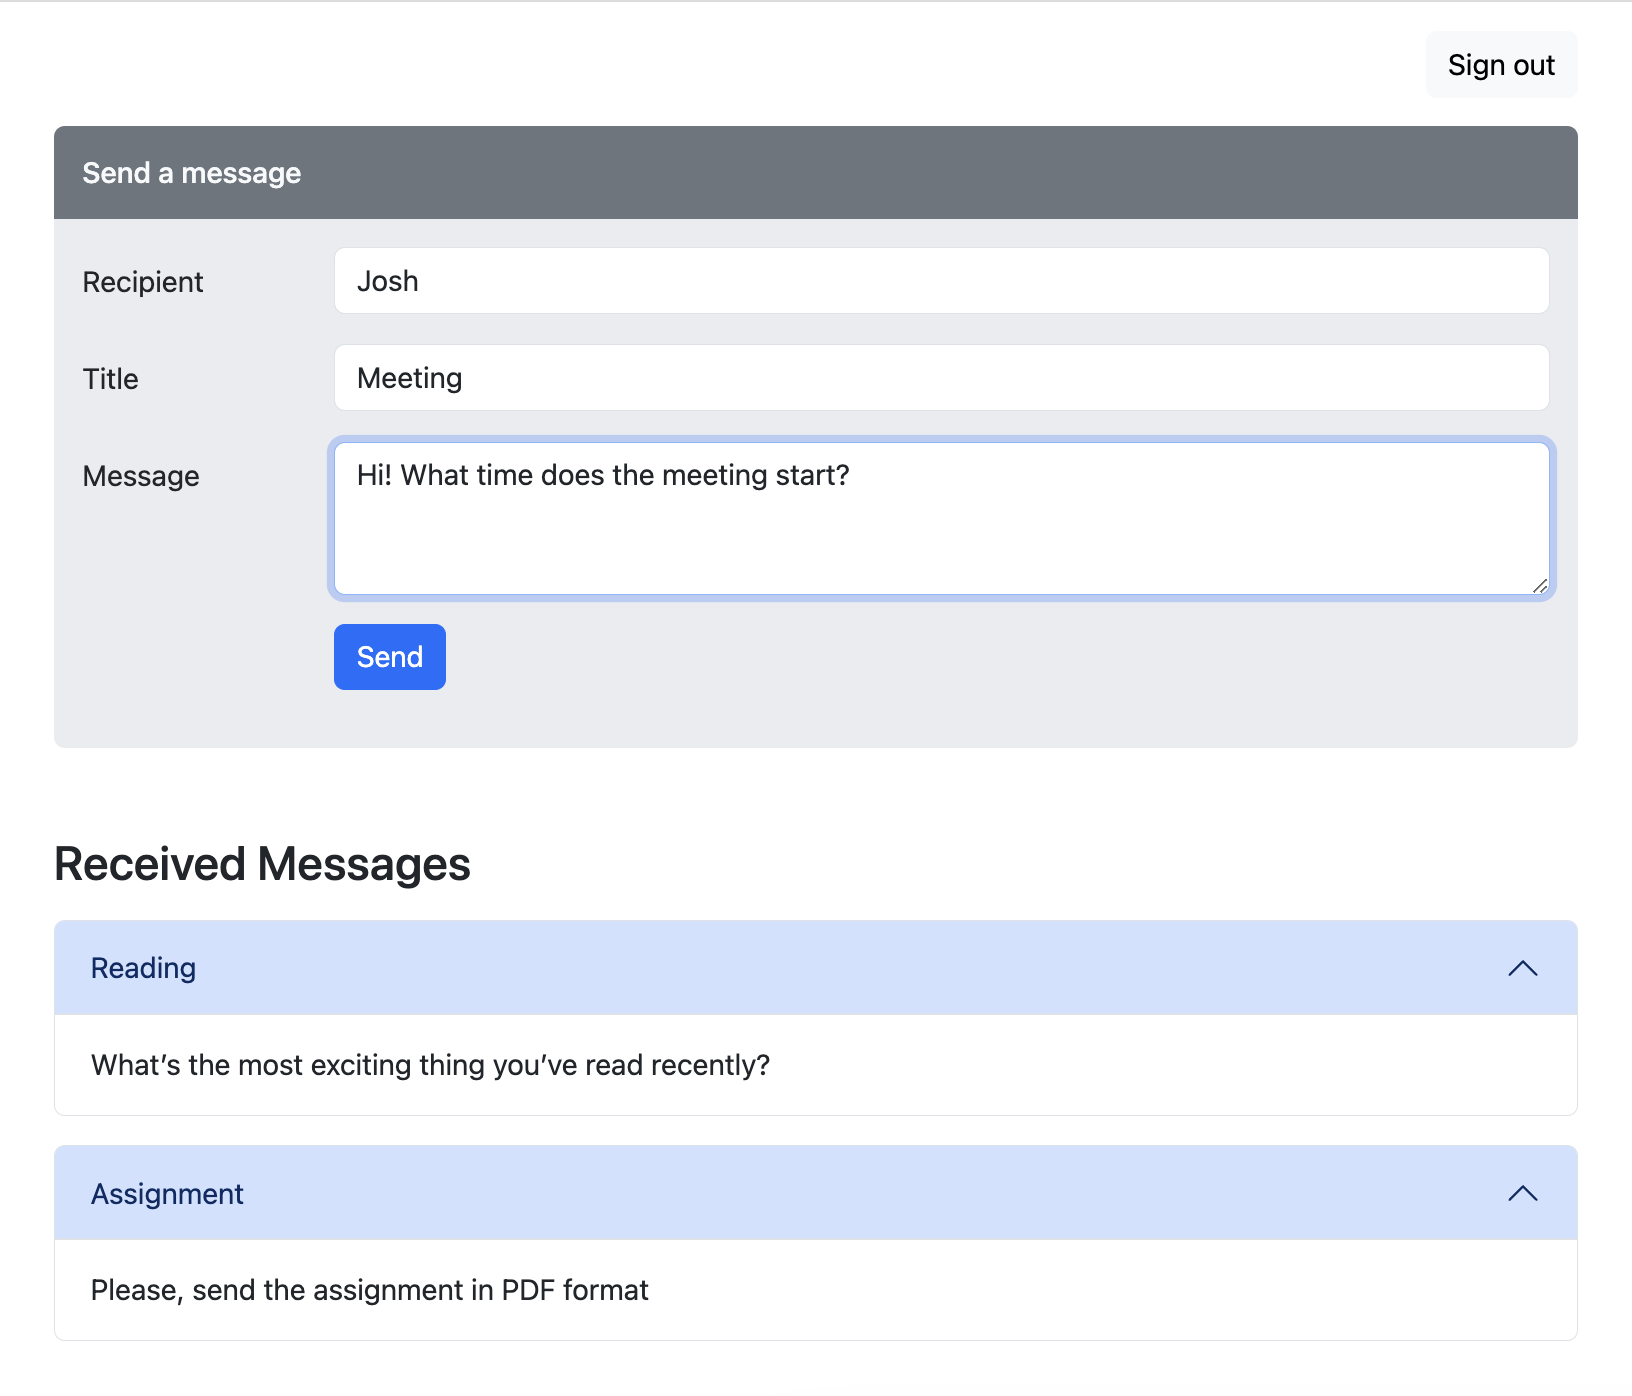 Sign out
Send a message
Recipient
Josh
Title
Meeting
Message
Hi! What time does the meeting start?
Send
Received Messages
Reading
What’s the most exciting thing you’ve read recently?
Assignment
Please, send the assignment in PDF format